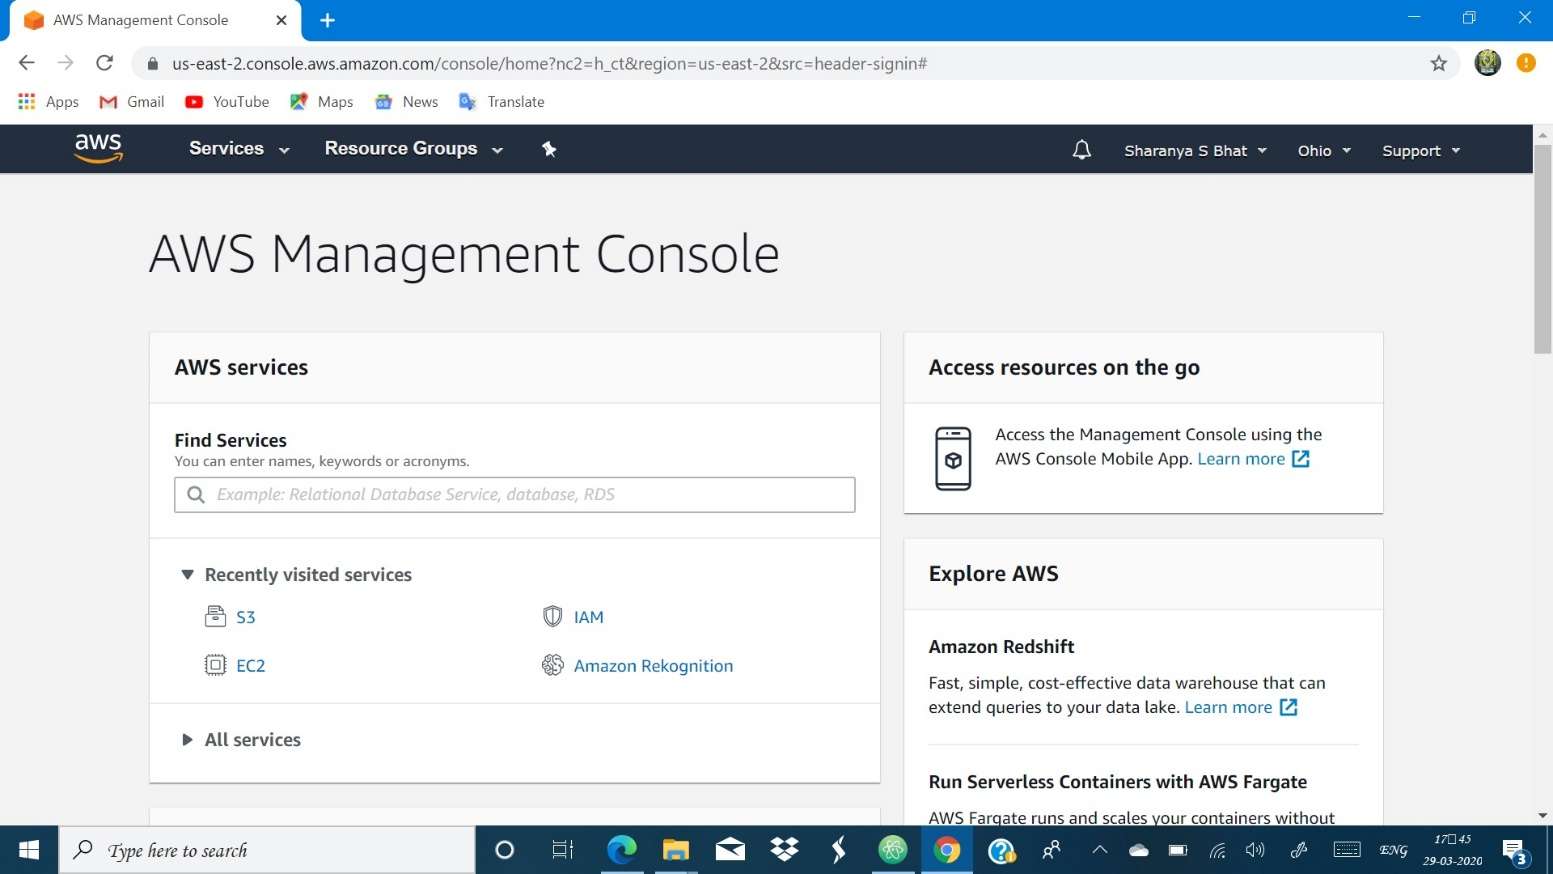 AWS Management Console
us-east-2.console.aws.amazon.com/console/home?nc2=h_ct&region=us-east-2&src=header-signin#
Apps Gmail YouTube Maps News Translate
aws Services Resource Groups Sharanya S Bhat Ohio Support
AWS Management Console
AWS services
Find Services
You can enter names, keywords or acronyms.
Example: Relational Database Service, database, RDS
Recently visited services
S3 IAM
EC2 Amazon Rekognition
All services
Access resources on the go
Access the Management Console using the
AWS Console Mobile App. Learn more
Explore AWS
Amazon Redshift
Fast, simple, cost-effective data warehouse that can
extend queries to your data lake. Learn more
Run Serverless Containers with AWS Fargate
AWS Fargate runs and scales your containers without
Type here to search
ENG
17□45
29-03-2020
3